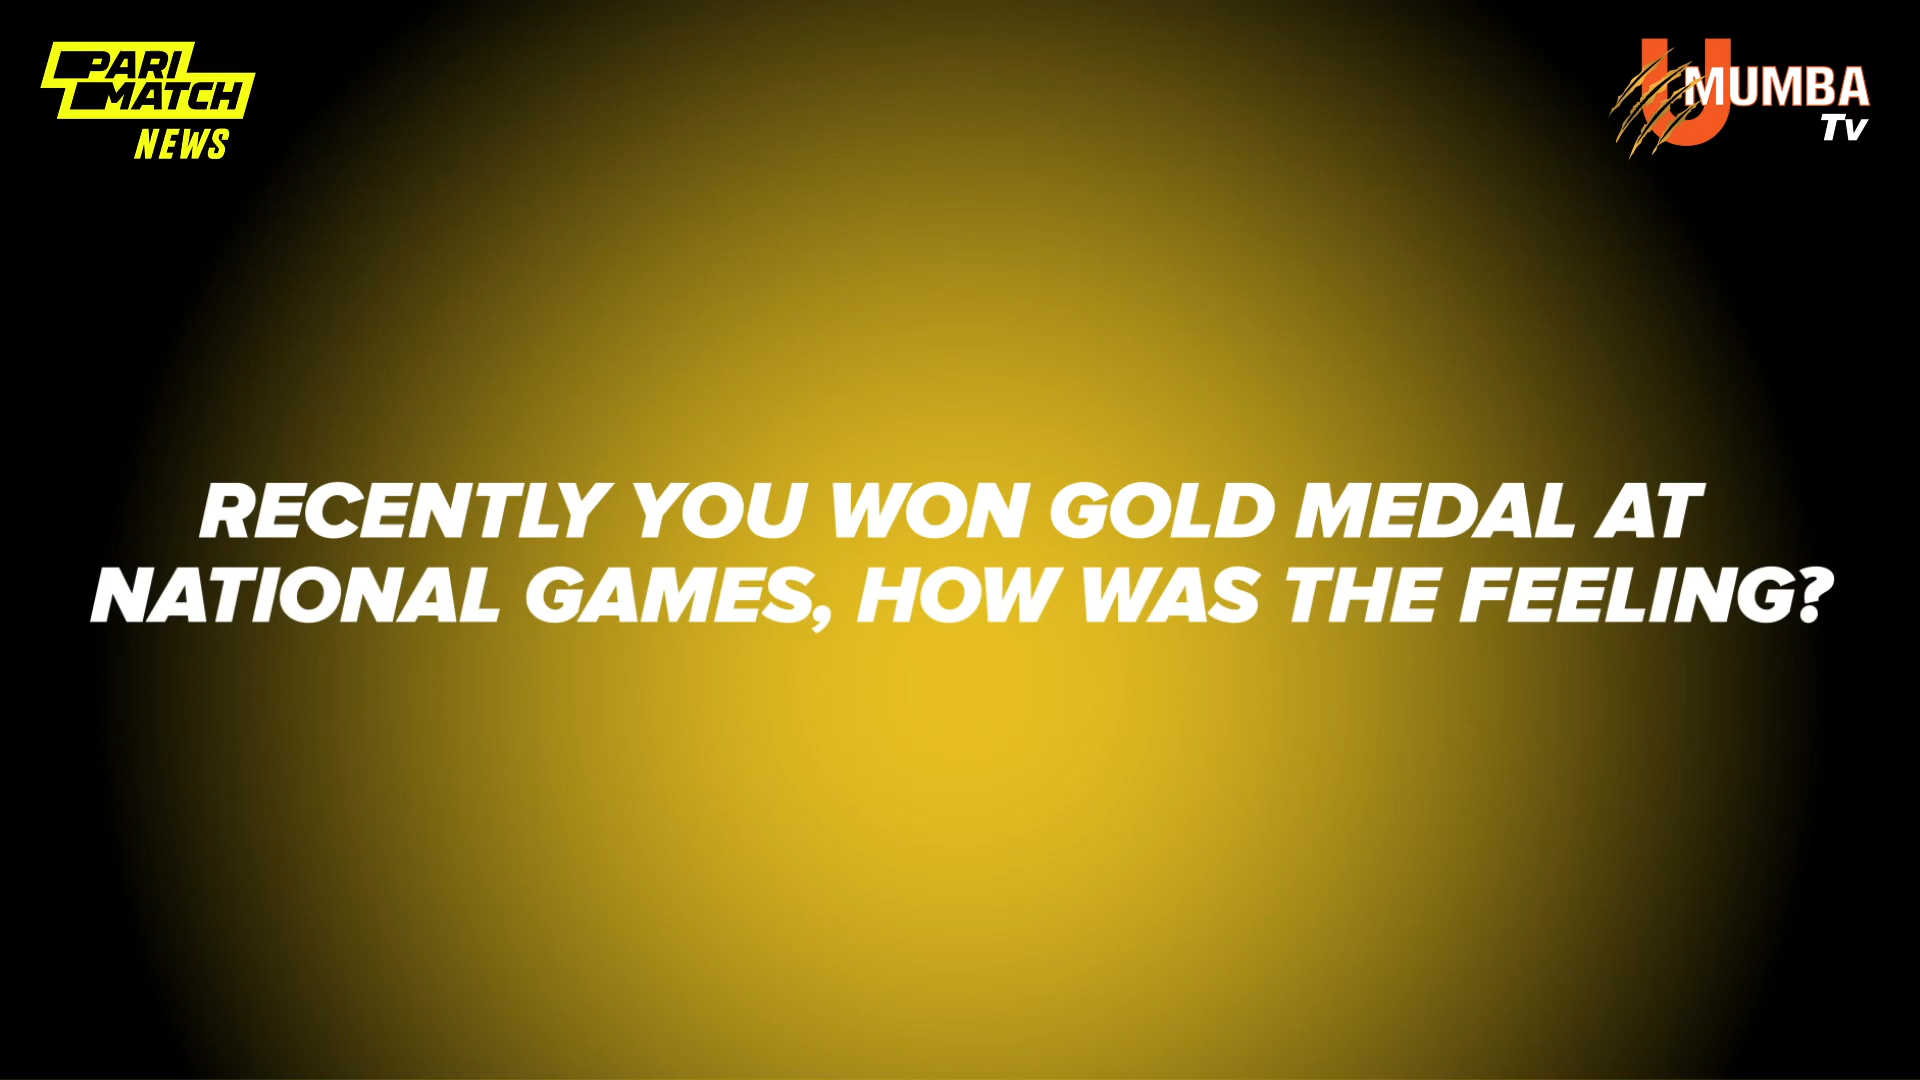 PARI
MATCH
NEWS
U MUMBA
TV
RECENTLY YOU WON GOLD MEDAL AT
NATIONAL GAMES, HOW WAS THE FEELING?